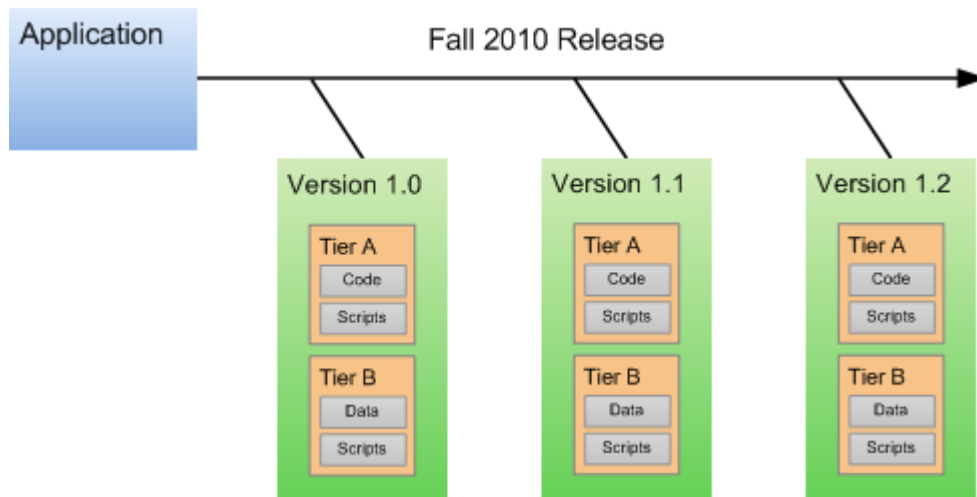 Application
Fall 2010 Release
Version 1.0
Tier A
Code
Scripts
Tier B
Data
Scripts
Version 1.1
Tier A
Code
Scripts
Tier B
Data
Scripts
Version 1.2
Tier A
Code
Scripts
Tier B
Data
Scripts